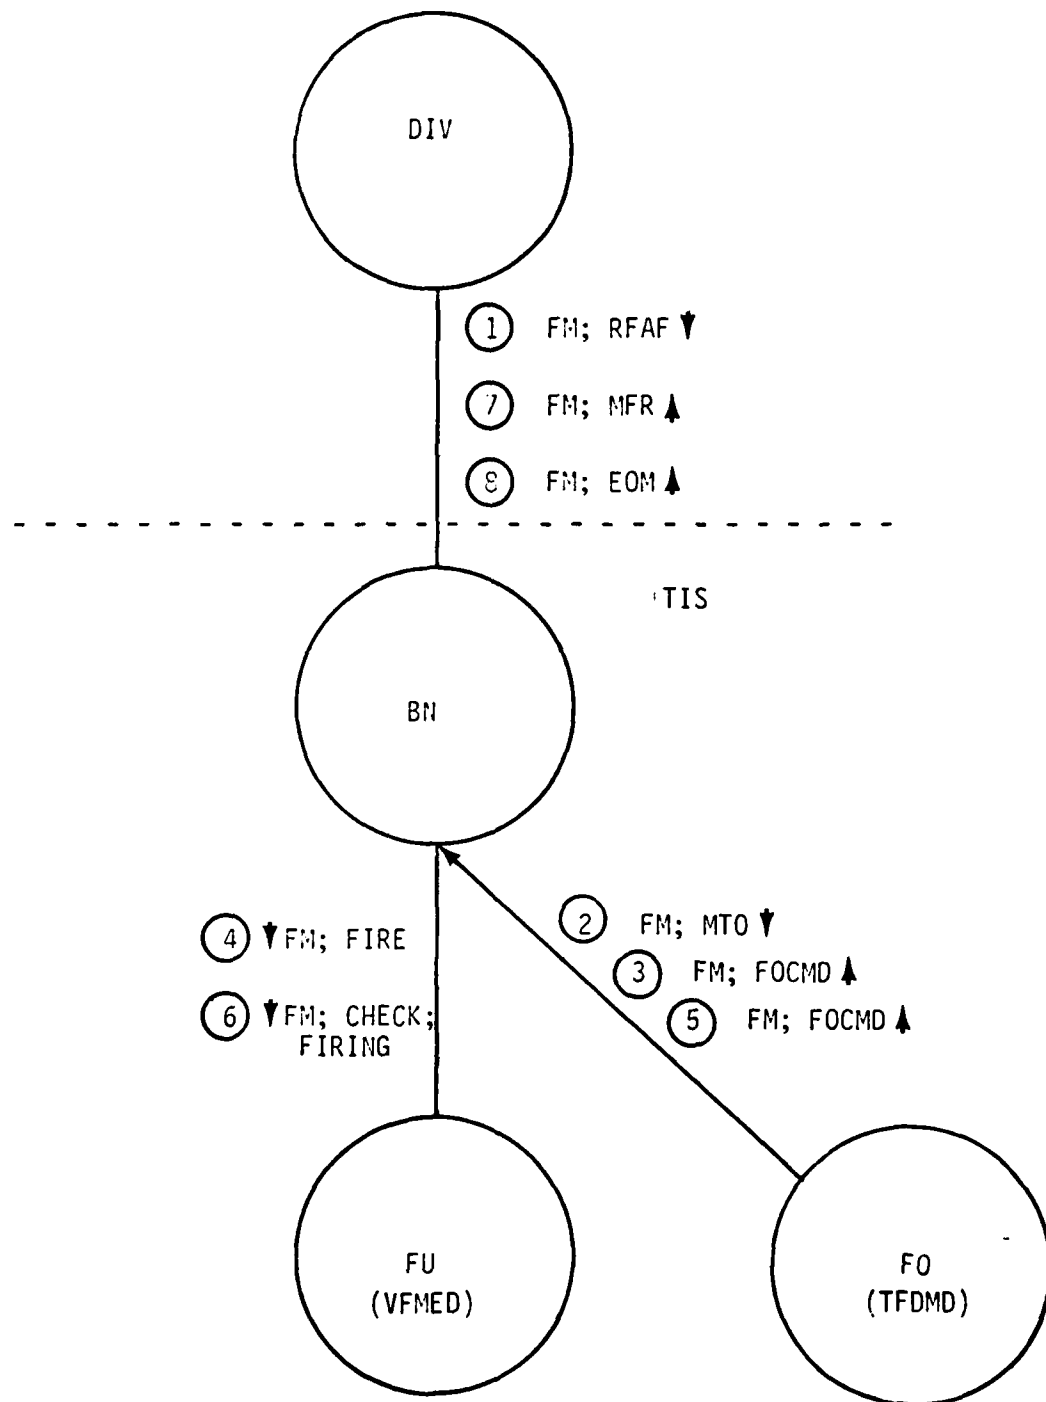 DIV
1 FM; RFAF
7 FM; MFR
8 FM; EOM
TIS
BN
4 FM; FIRE
6 FM; CHECK;
FIRING
2 FM; MTO
3 FM; FOCMD
5 FM; FOCMD
FU
(VFMED)
FO
(TFDMD)